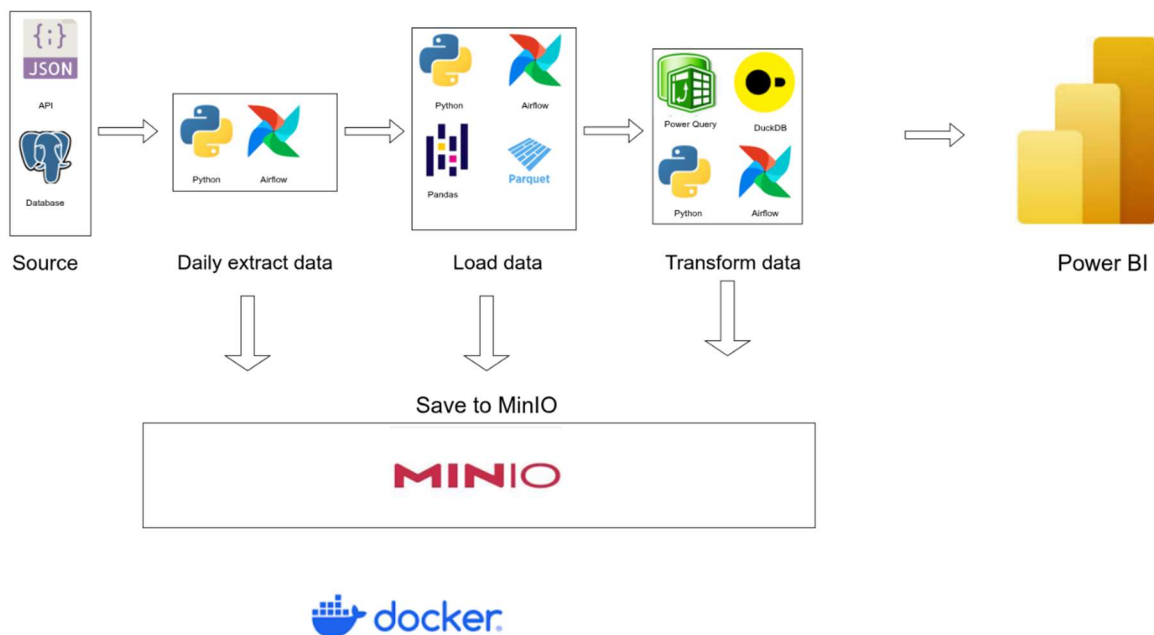 {;}
JSON
API
Database
Source
Python
Airflow
Daily extract data
Python
Airflow
Pandas
Parquet
Load data
Power Query
DuckDB
Python
Airflow
Transform data
Power BI
Save to MinIO
MINIO
docker